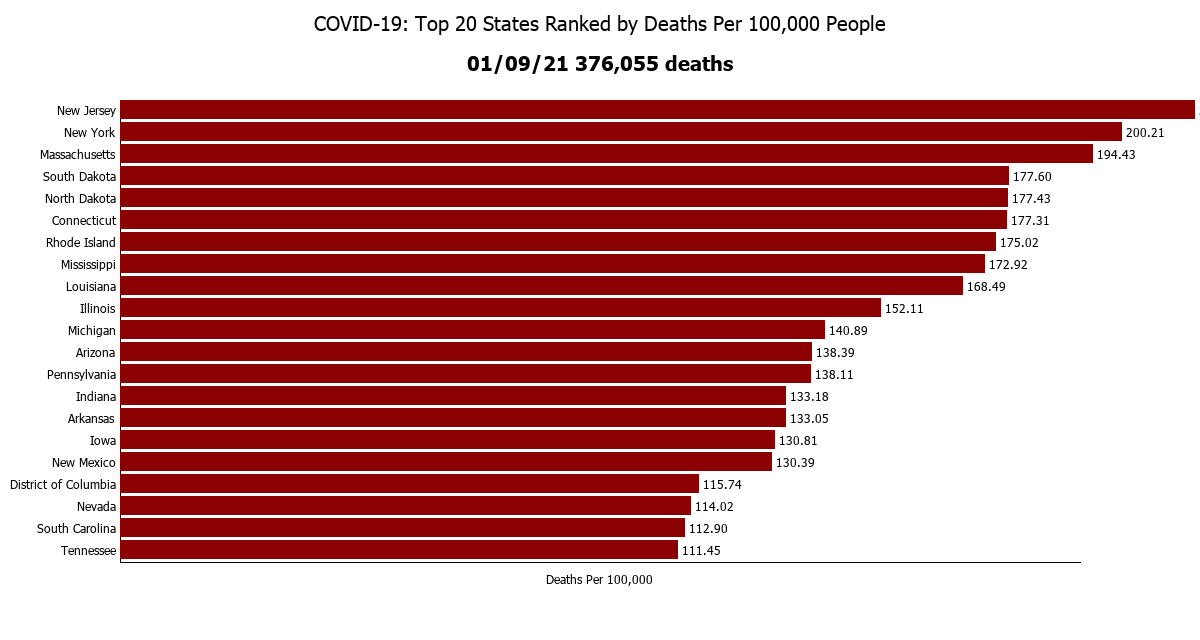 COVID-19: Top 20 States Ranked by Deaths Per 100,000 People
01/09/21 376,055 deaths
New Jersey
New York 200.21
Massachusetts 194.43
South Dakota 177.60
North Dakota 177.43
Connecticut 177.31
Rhode Island 175.02
Mississippi 172.92
Louisiana 168.49
Illinois 152.11
Michigan 140.89
Arizona 138.39
Pennsylvania 138.11
Indiana 133.18
Arkansas 133.05
Iowa 130.81
New Mexico 130.39
District of Columbia 115.74
Nevada 114.02
South Carolina 112.90
Tennessee 111.45
Deaths Per 100,000